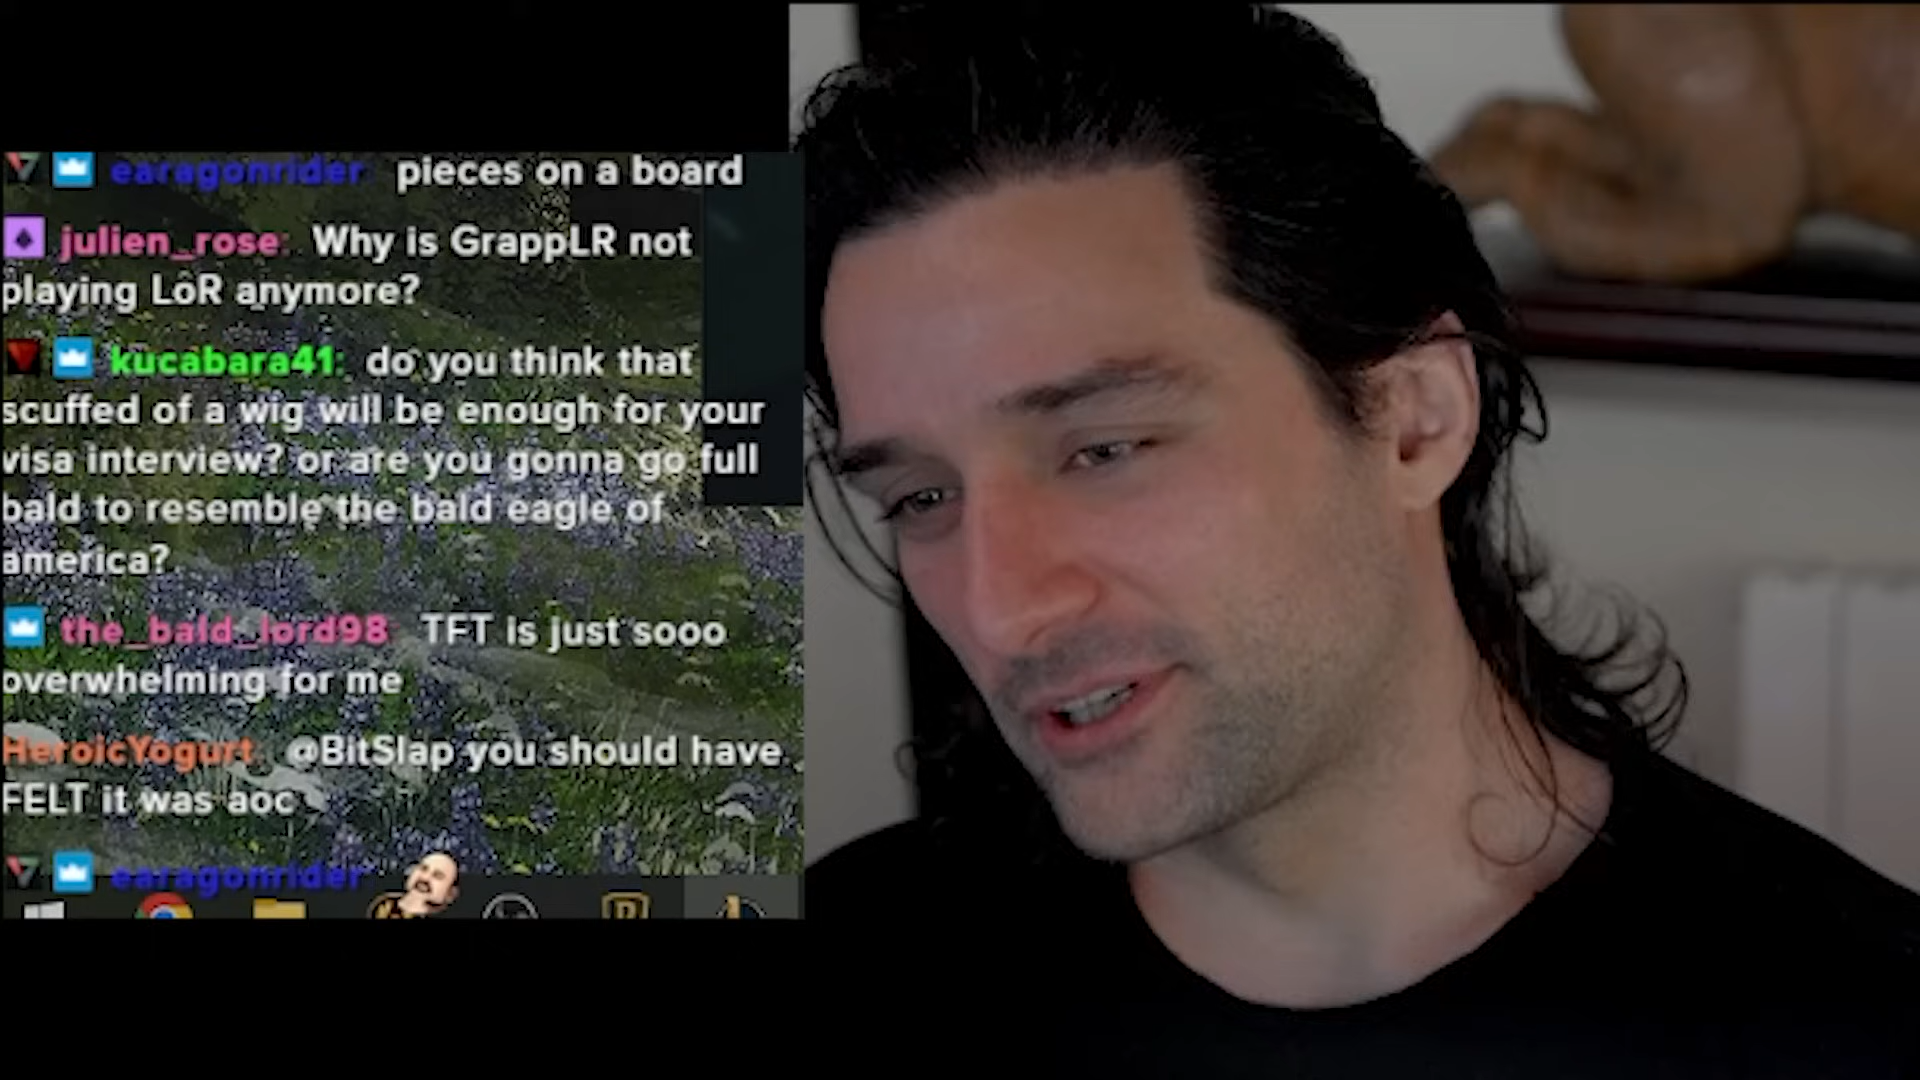 earagonrider: pieces on a board
julien_rose: Why is GrappLR not
playing LoR anymore?
kucabara41: do you think that
scuffed of a wig will be enough for your
visa interview? or are you gonna go full
bald to resemble the bald eagle of
america?
the_bald_lord98: TFT is just sooo
overwhelming for me
HeroicYogurt: @BitSlap you should have
FELT it was aoc
earagonrider: